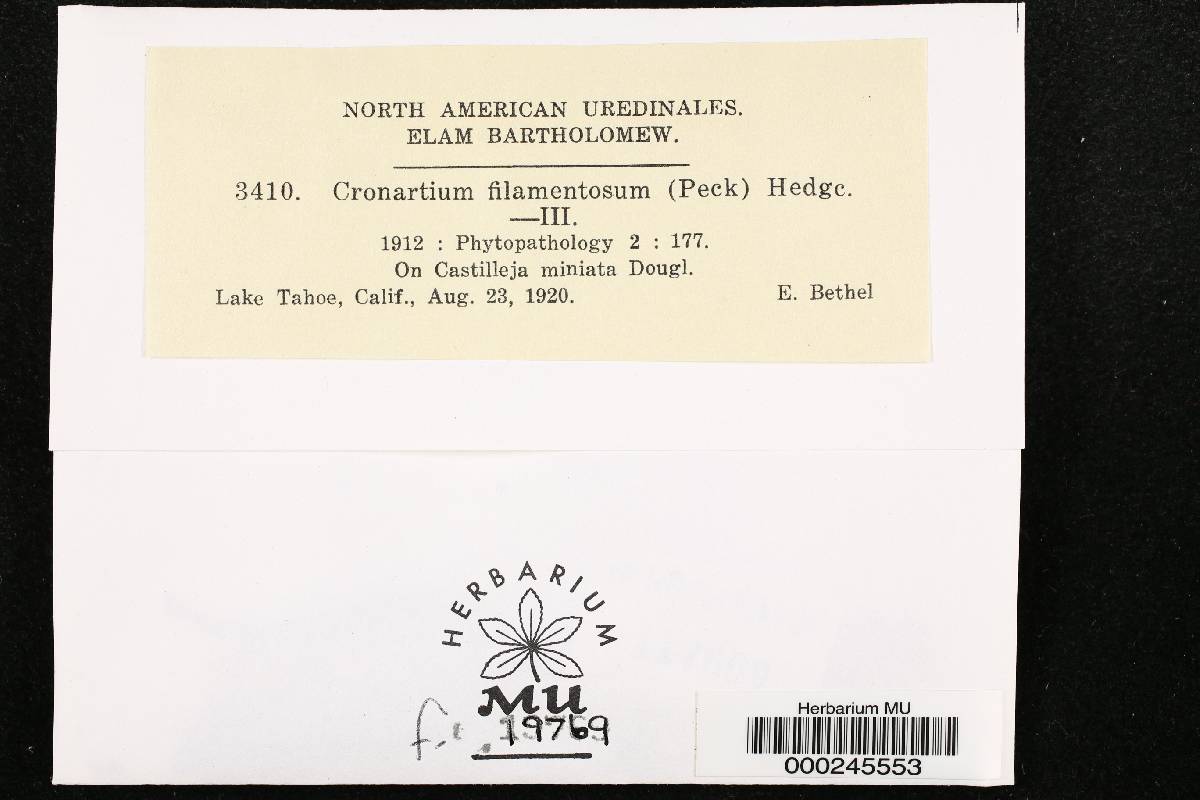 NORTH AMERICAN UREDINALES.
ELAM BARTHOLOMEW.
3410. Cronartium filamentosum (Peck) Hedgc.
—III.
1912 : Phytopathology 2 : 177.
On Castilleja miniata Dougl.
Lake Tahoe, Calif., Aug. 23, 1920. E. Bethel
HERBARIUM
MU
19769
Herbarium MU
000245553